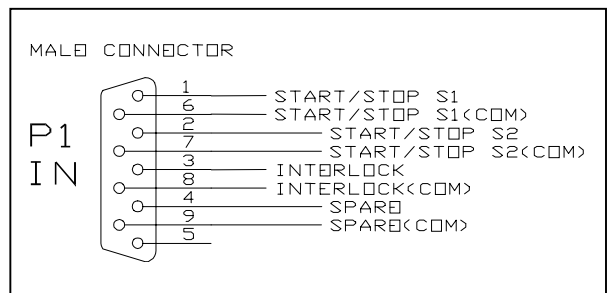 MALE CONNECTOR
P1
IN
1 START/STOP S1
6 START/STOP S1(COM)
2 START/STOP S2
7 START/STOP S2(COM)
3 INTERLOCK
8 INTERLOCK(COM)
4 SPARE
9 SPARE(COM)
5